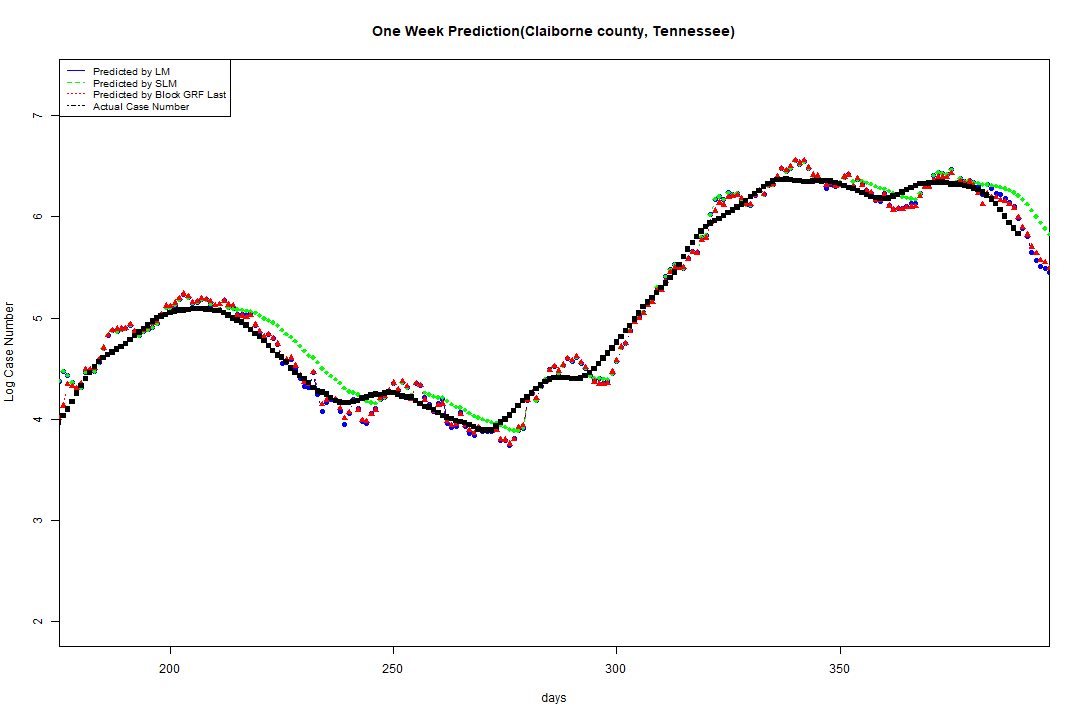 One Week Prediction(Claiborne county, Tennessee)
Predicted by LM
Predicted by SLM
Predicted by Block GRF Last
Actual Case Number
7
6
5
4
3
2
Log Case Number
200 250 300 350
days